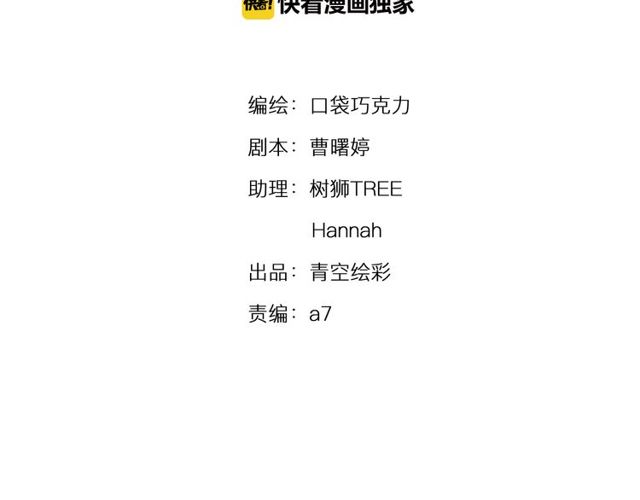 快看! 快看漫画独家
编绘：口袋巧克力
剧本：曹曙婷
助理：树狮TREE
Hannah
出品：青空绘彩
责编：a7